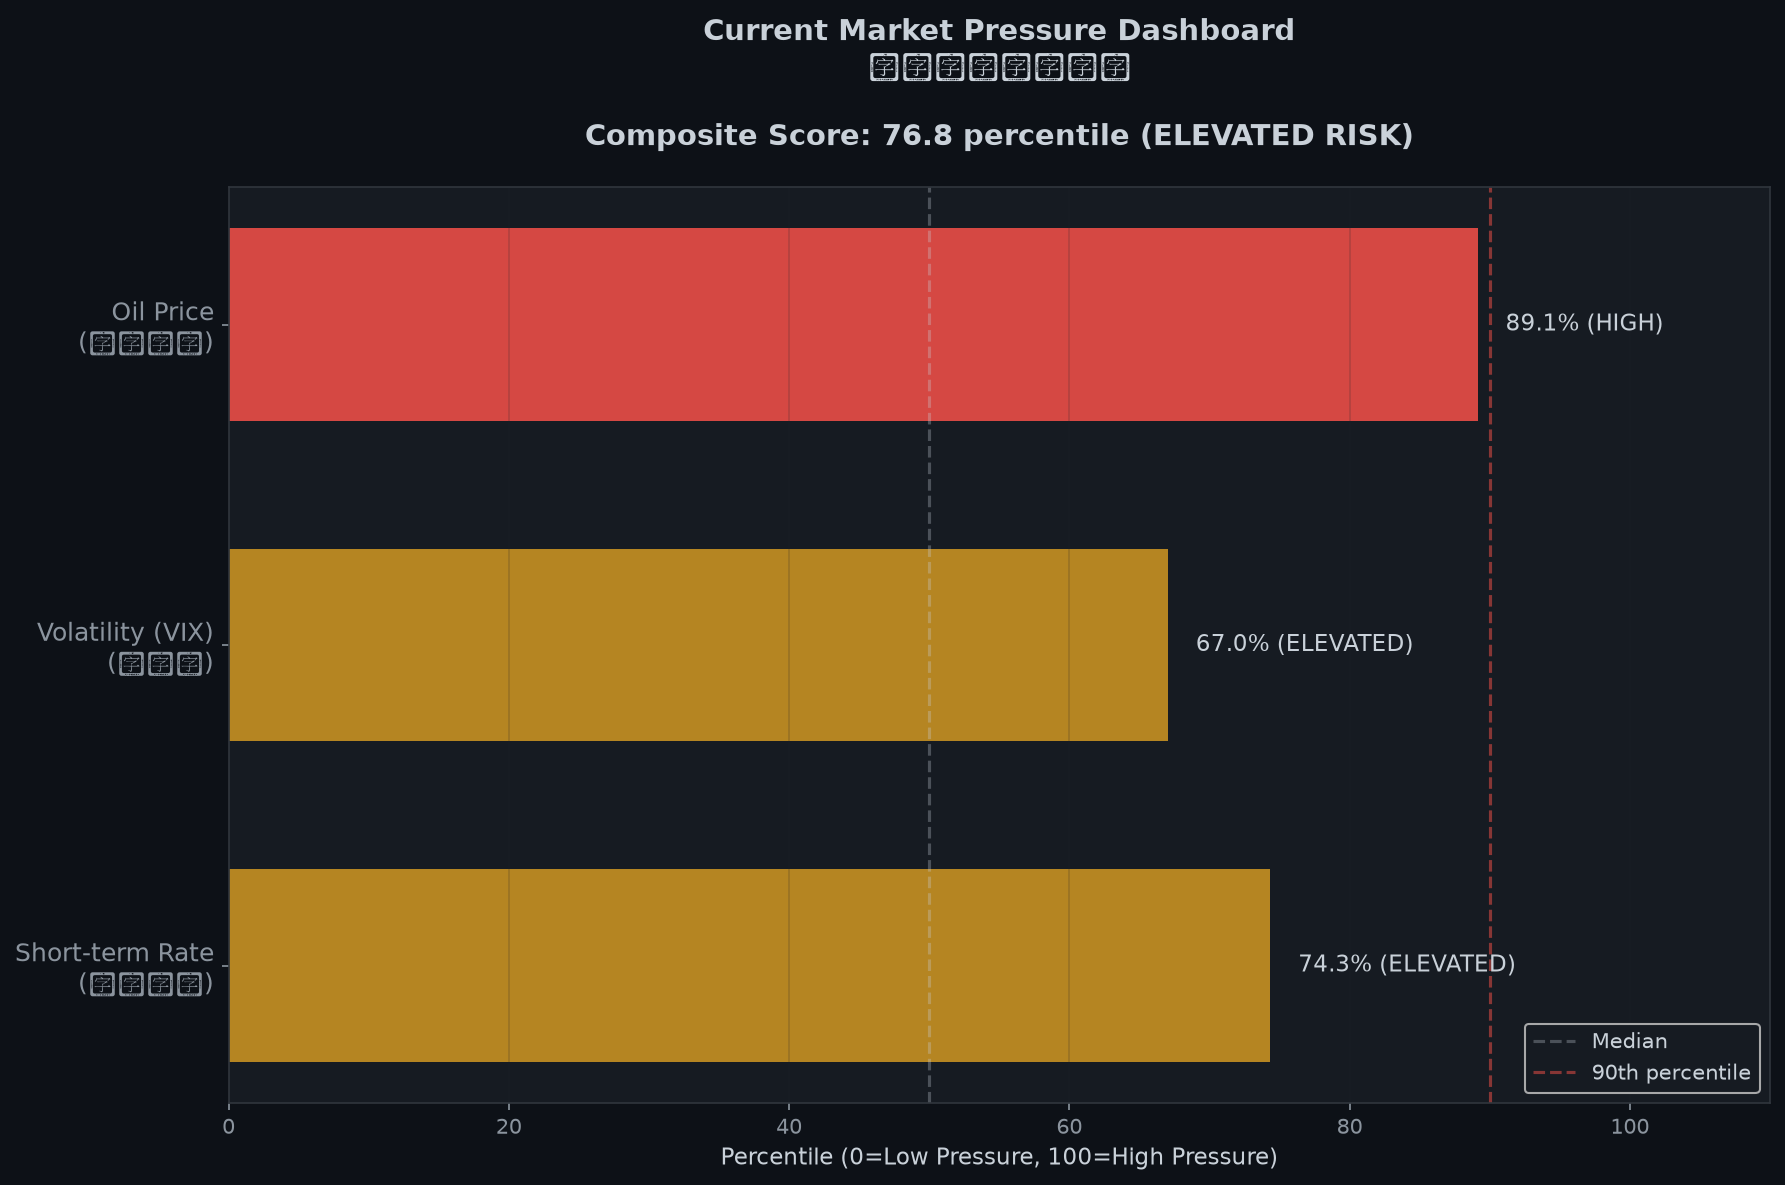 Current Market Pressure Dashboard
Composite Score: 76.8 percentile (ELEVATED RISK)
Oil Price
89.1% (HIGH)
Volatility (VIX)
67.0% (ELEVATED)
Short-term Rate
74.3% (ELEVATED)
Median
90th percentile
0 20 40 60 80 100
Percentile (0=Low Pressure, 100=High Pressure)